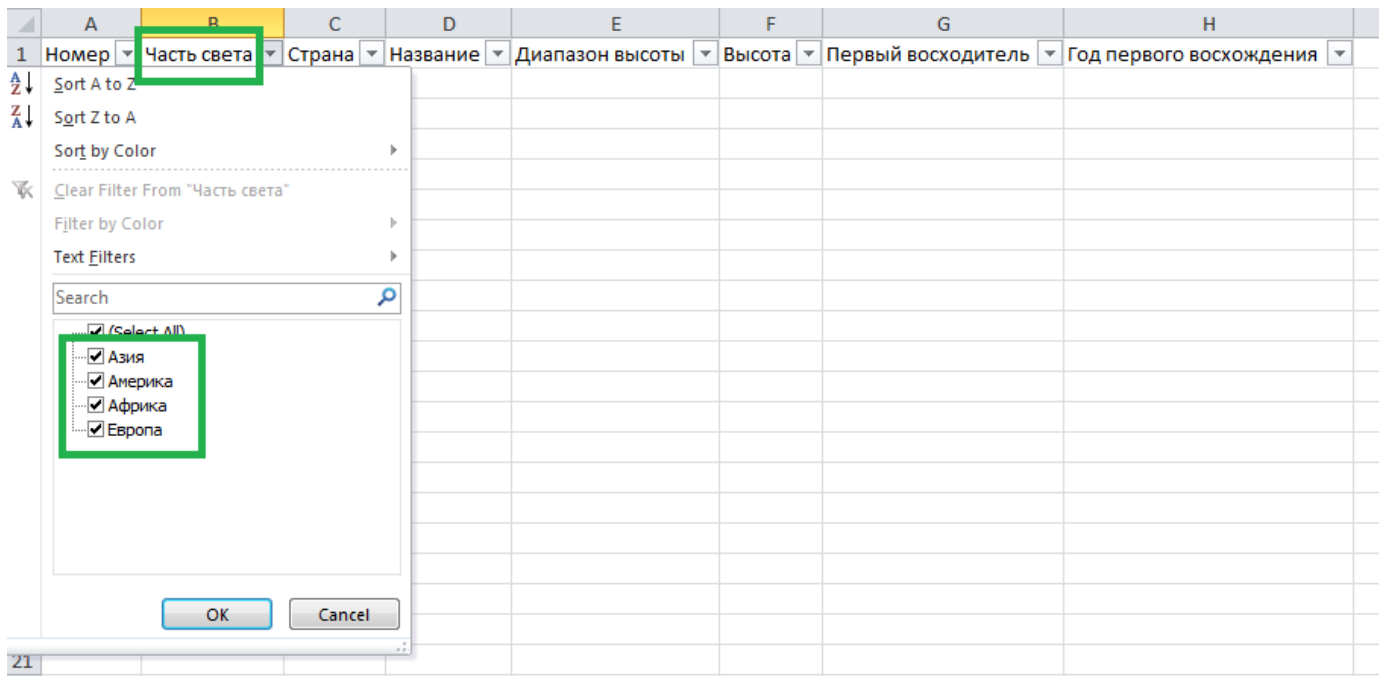 A B C D E F G H
1 Номер Часть света Страна Название Диапазон высоты Высота Первый восходитель Год первого восхождения
Sort A to Z
Sort Z to A
Sort by Color
Clear Filter From "Часть света"
Filter by Color
Text Filters
Search
(Select All)
Азия
Америка
Африка
Европа
OK Cancel
21